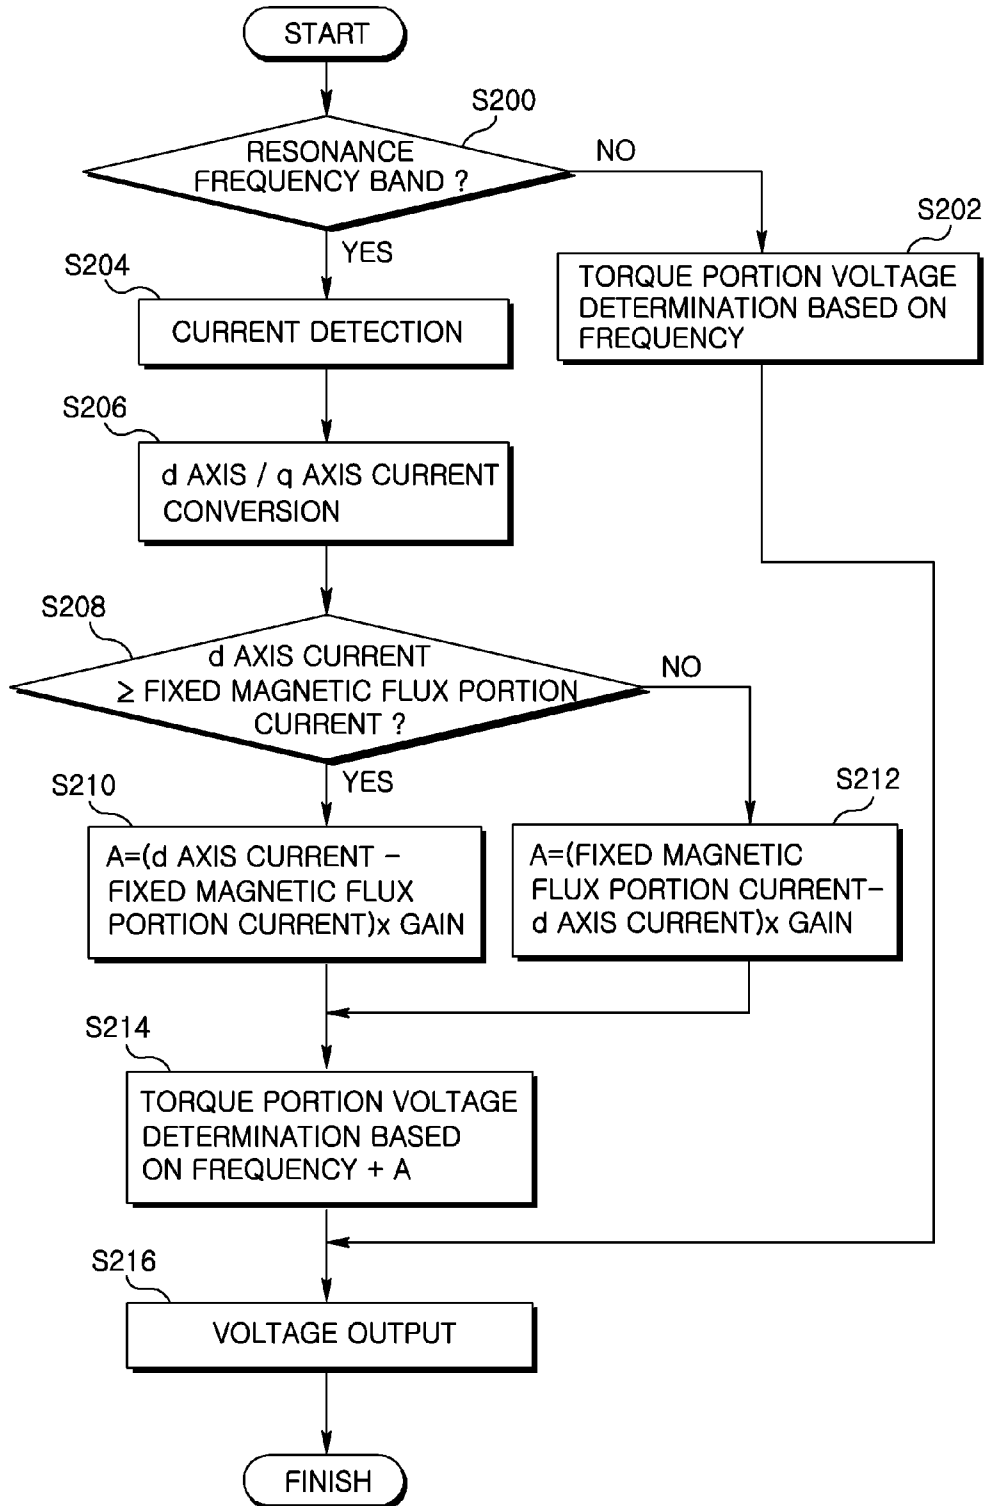 START
S200
RESONANCE
FREQUENCY BAND ?
NO
YES
S202
TORQUE PORTION VOLTAGE
DETERMINATION BASED ON
FREQUENCY
S204
CURRENT DETECTION
S206
d AXIS / q AXIS CURRENT
CONVERSION
S208
d AXIS CURRENT
≥ FIXED MAGNETIC FLUX PORTION
CURRENT ?
NO
YES
S210
A=(d AXIS CURRENT –
FIXED MAGNETIC FLUX
PORTION CURRENT)x GAIN
S212
A=(FIXED MAGNETIC
FLUX PORTION CURRENT–
d AXIS CURRENT)x GAIN
S214
TORQUE PORTION VOLTAGE
DETERMINATION BASED
ON FREQUENCY + A
S216
VOLTAGE OUTPUT
FINISH